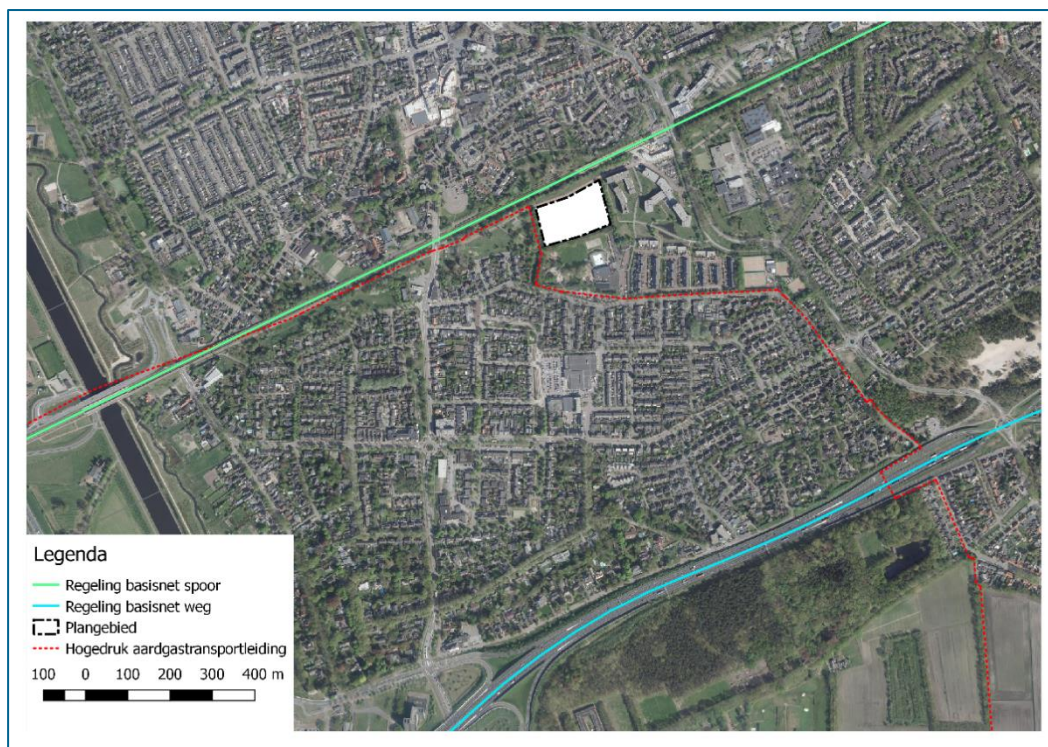 Legenda
Regeling basisnet spoor
Regeling basisnet weg
Plangebied
Hogedruk aardgastransportleiding
100 0 100 200 300 400 m